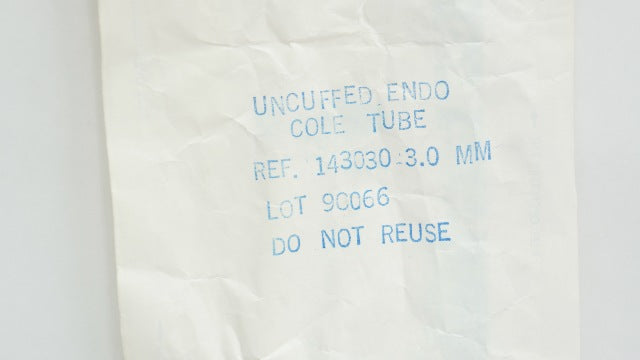 UNCUFFED ENDO
COLE TUBE
REF. 143030-3.0 MM
LOT 90066
DO NOT REUSE